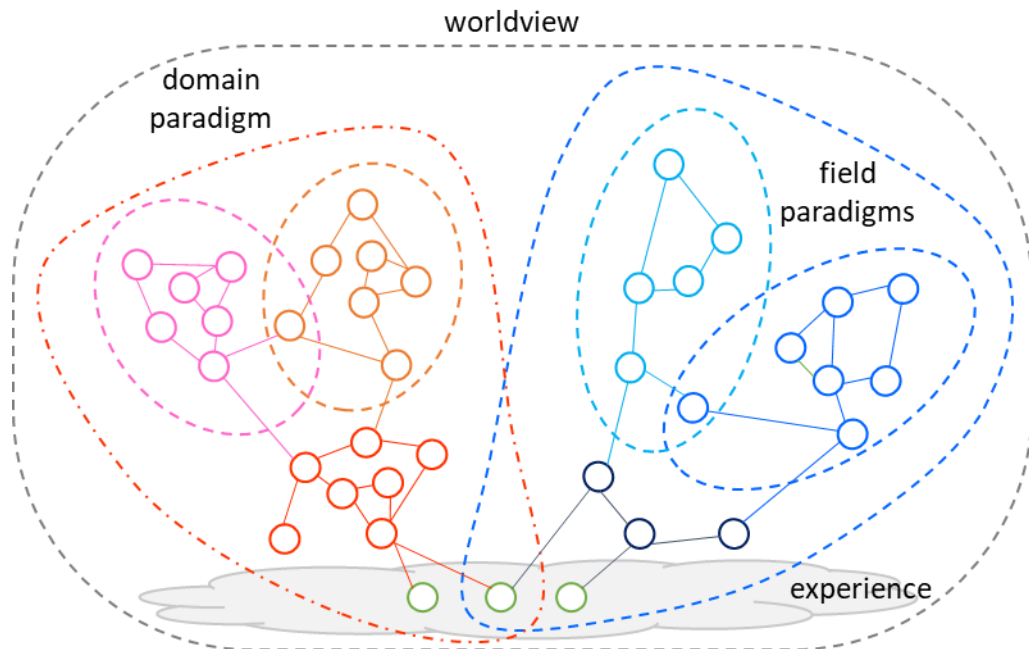 worldview
domain
paradigm
field
paradigms
experience